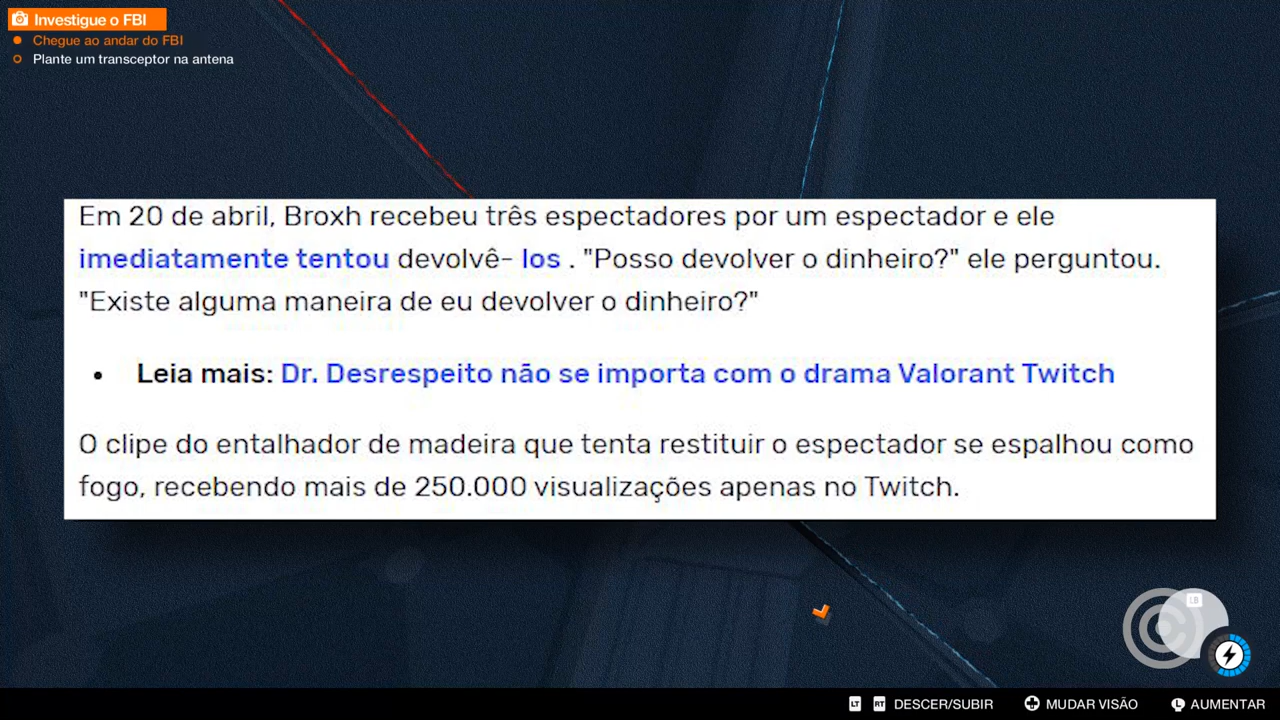 Investigue o FBI
Chegue ao andar do FBI
Plante um transceptor na antena
Em 20 de abril, Broxh recebeu três espectadores por um espectador e ele
imediatamente tentou devolvê- los . "Posso devolver o dinheiro?" ele perguntou.
"Existe alguma maneira de eu devolver o dinheiro?"
• Leia mais: Dr. Desrespeito não se importa com o drama Valorant Twitch
O clipe do entalhador de madeira que tenta restituir o espectador se espalhou como
fogo, recebendo mais de 250.000 visualizações apenas no Twitch.
LB
LT RT DESCER/SUBIR MUDAR VISÃO L AUMENTAR